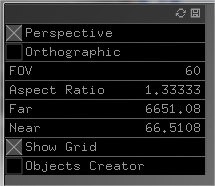 Perspective
Orthographic
FOV 60
Aspect Ratio 1.33333
Far 6651.08
Near 66.5108
Show Grid
Objects Creator